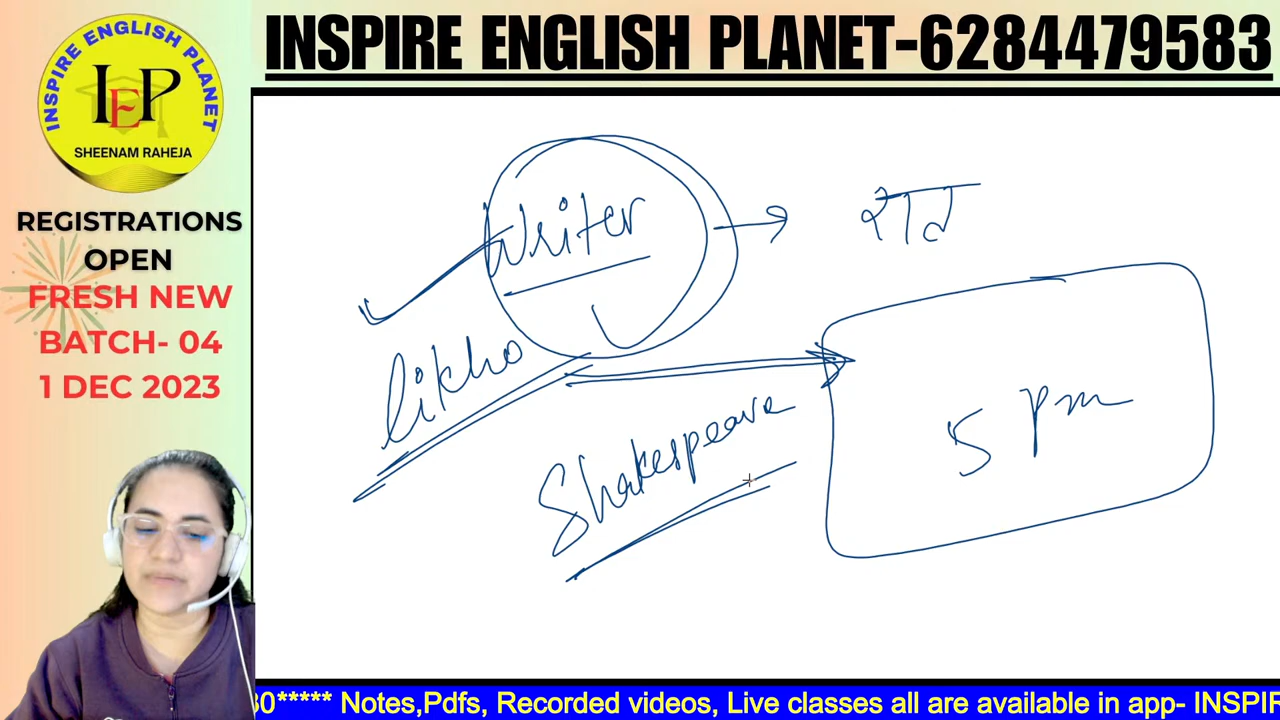 INSPIRE ENGLISH PLANET-6284479583
INSPIRE ENGLISH PLANET
IEP
SHEENAM RAHEJA
REGISTRATIONS
OPEN
FRESH NEW
BATCH- 04
1 DEC 2023
Writer
रात
likho
Shakespeare
5 pm
30***** Notes,Pdfs, Recorded videos, Live classes all are available in app- INSPIR